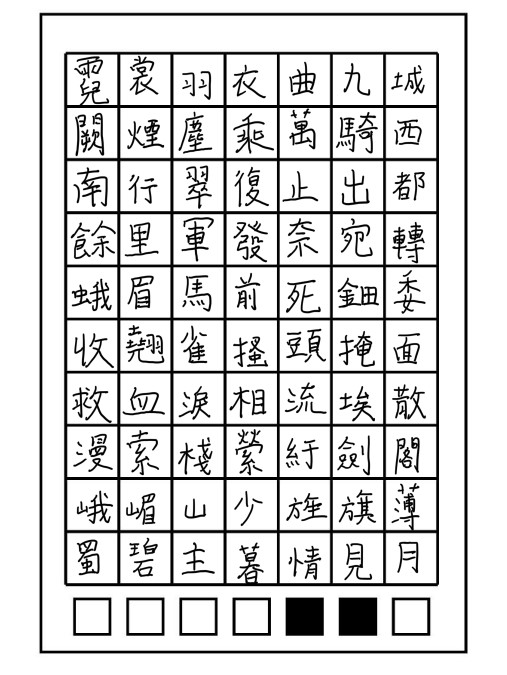 霓裳羽衣曲九城
闕煙塵乘萬騎西
南行翠復止出都
餘里軍發奈宛轉
蛾眉馬前死鈿委
收翹雀搔頭掩面
救血淚相流埃散
漫索棧縈紆劍閣
峨嵋山少旌旗薄
蜀碧主暮情見月